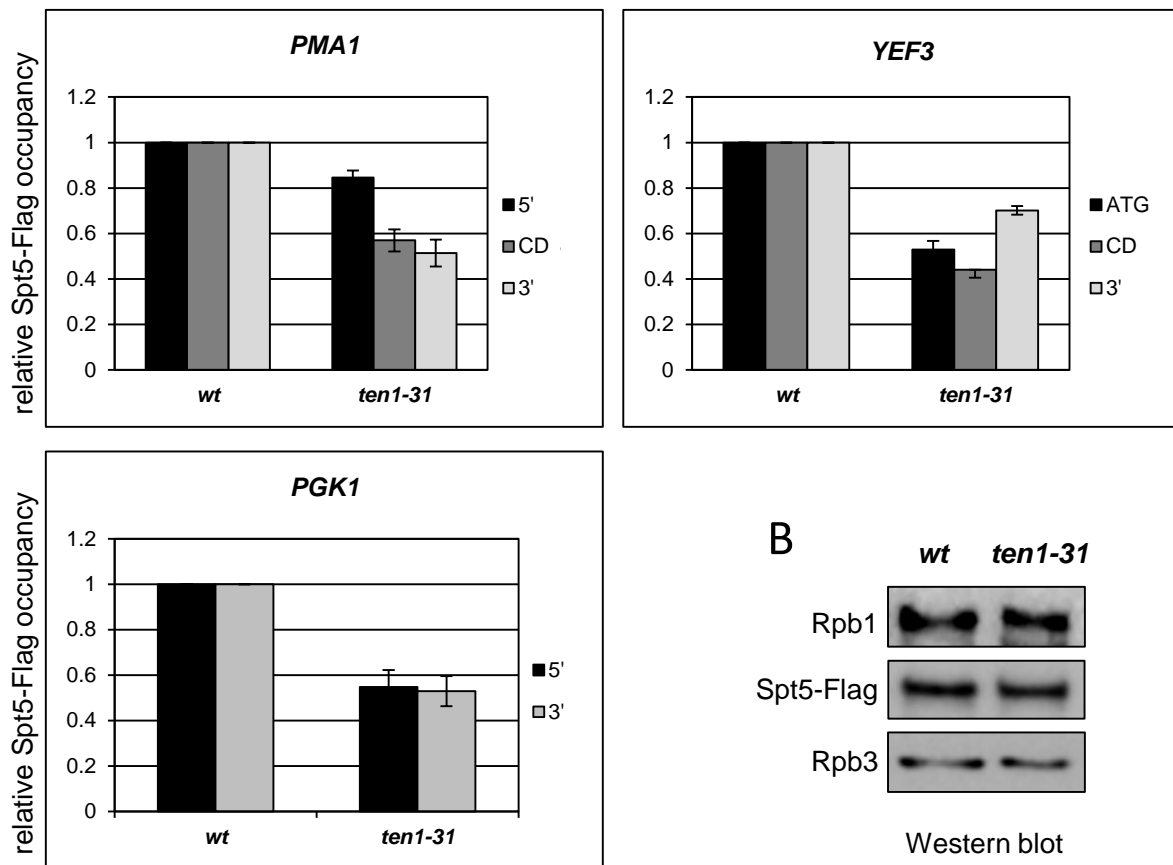 PMA1
relative Spt5-Flag occupancy
1.2
1
0.8
0.6
0.4
0.2
0
wt
ten1-31
5'
CD
3'
YEF3
1.2
1
0.8
0.6
0.4
0.2
0
wt
ten1-31
ATG
CD
3'
PGK1
relative Spt5-Flag occupancy
1.2
1
0.8
0.6
0.4
0.2
0
wt
ten1-31
5'
3'
B
wt ten1-31
Rpb1
Spt5-Flag
Rpb3
Western blot